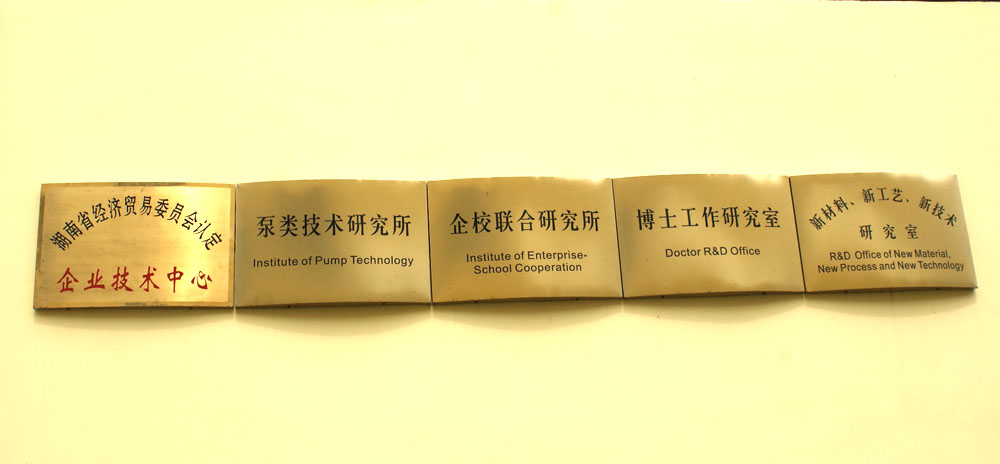 湖南省经济贸易委员会认定
企业技术中心
泵类技术研究所
Institute of Pump Technology
企校联合研究所
Institute of Enterprise-
School Cooperation
博士工作研究室
Doctor R&D Office
新材料、新工艺、新技术
研究室
R&D Office of New Material,
New Process and New Technology